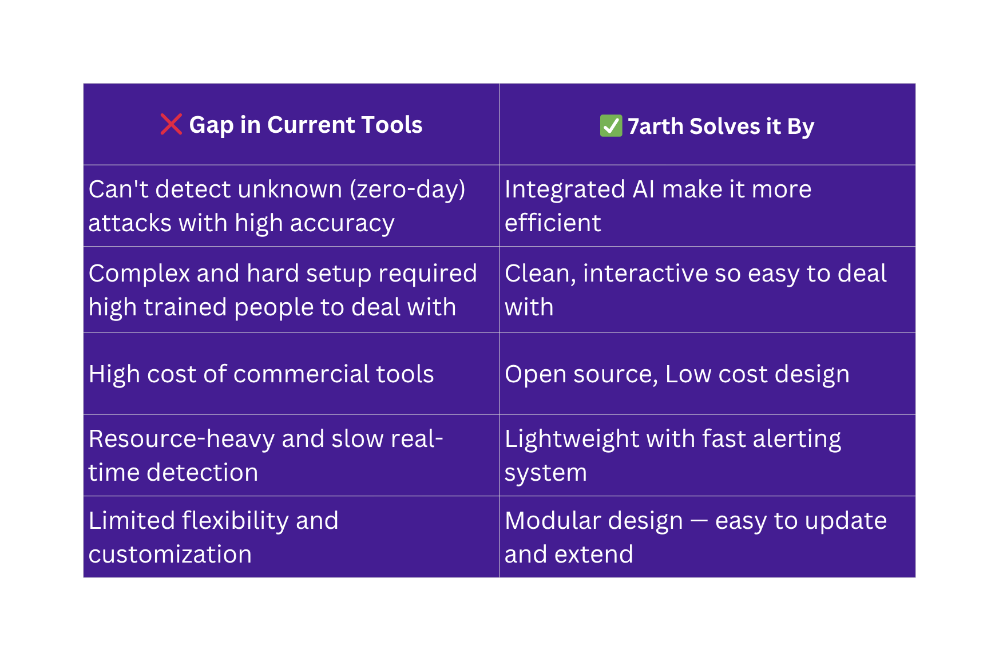 ❌ Gap in Current Tools
✅ 7arth Solves it By
Can't detect unknown (zero-day)
attacks with high accuracy
Integrated AI make it more
efficient
Complex and hard setup required
high trained people to deal with
Clean, interactive so easy to deal
with
High cost of commercial tools
Open source, Low cost design
Resource-heavy and slow real-
time detection
Lightweight with fast alerting
system
Limited flexibility and
customization
Modular design — easy to update
and extend